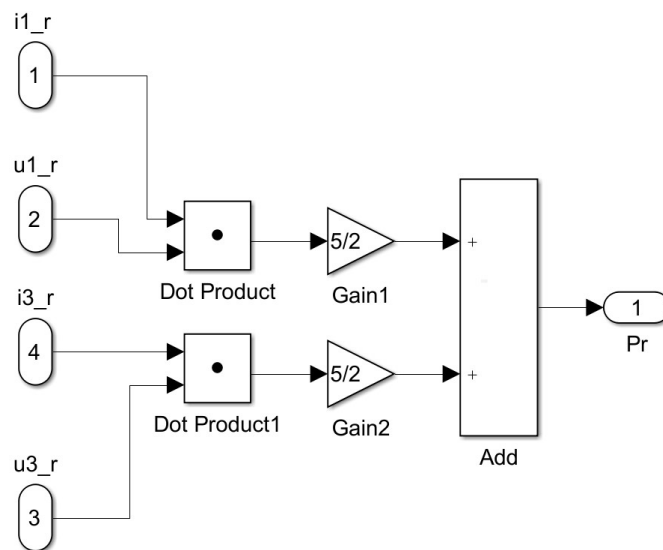 i1_r
1
u1_r
2
Dot Product
5/2
Gain1
+
i3_r
4
Dot Product1
5/2
Gain2
+
Add
1
Pr
u3_r
3